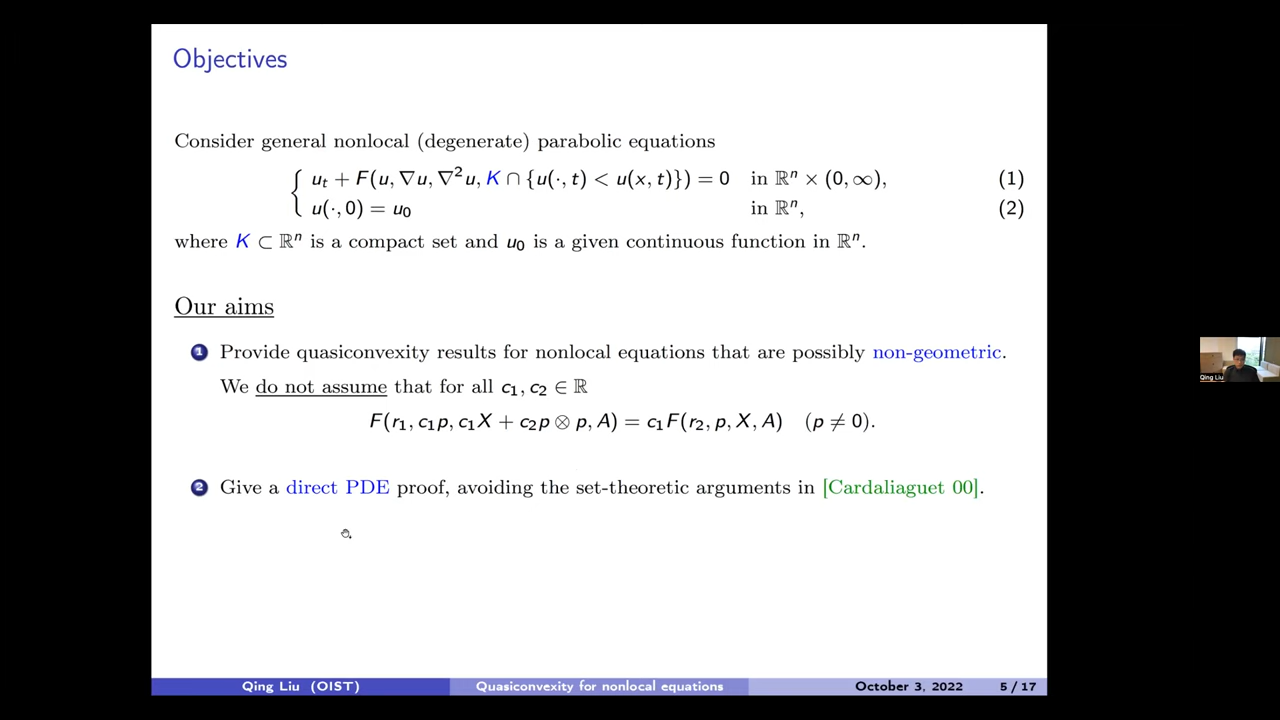 Objectives
Consider general nonlocal (degenerate) parabolic equations
u_t + F(u, ∇u, ∇²u, K ∩ {u(·, t) < u(x, t)}) = 0 in ℝⁿ × (0, ∞), (1)
u(·, 0) = u₀ in ℝⁿ, (2)
where K ⊂ ℝⁿ is a compact set and u₀ is a given continuous function in ℝⁿ.
Our aims
1 Provide quasiconvexity results for nonlocal equations that are possibly non-geometric.
We do not assume that for all c₁, c₂ ∈ ℝ
F(r₁, c₁p, c₁X + c₂p ⊗ p, A) = c₁F(r₂, p, X, A) (p ≠ 0).
2 Give a direct PDE proof, avoiding the set-theoretic arguments in [Cardaliaguet 00].
Qing Liu
Qing Liu (OIST) Quasiconvexity for nonlocal equations October 3, 2022 5 / 17